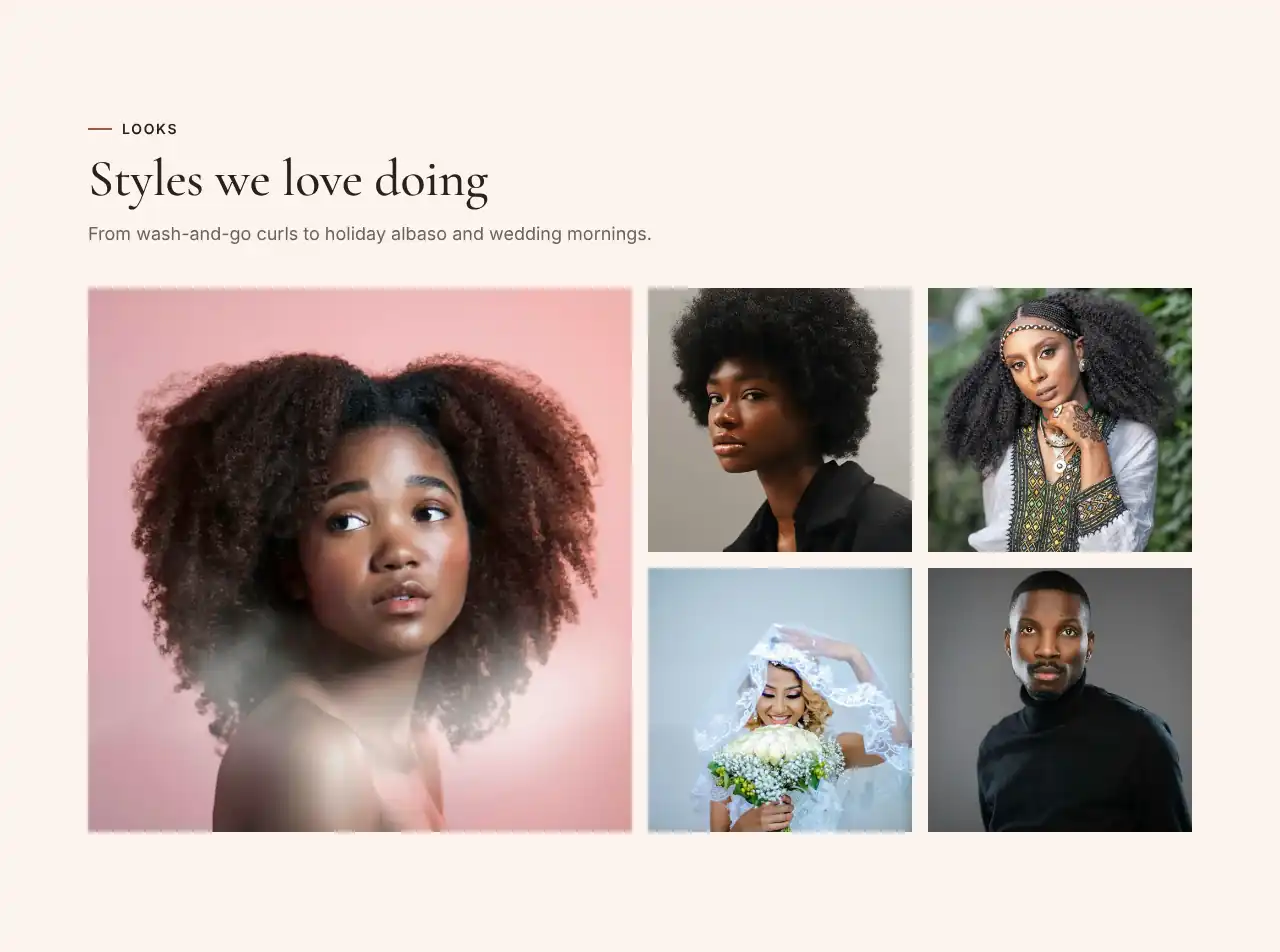 LOOKS
Styles we love doing
From wash-and-go curls to holiday albaso and wedding mornings.